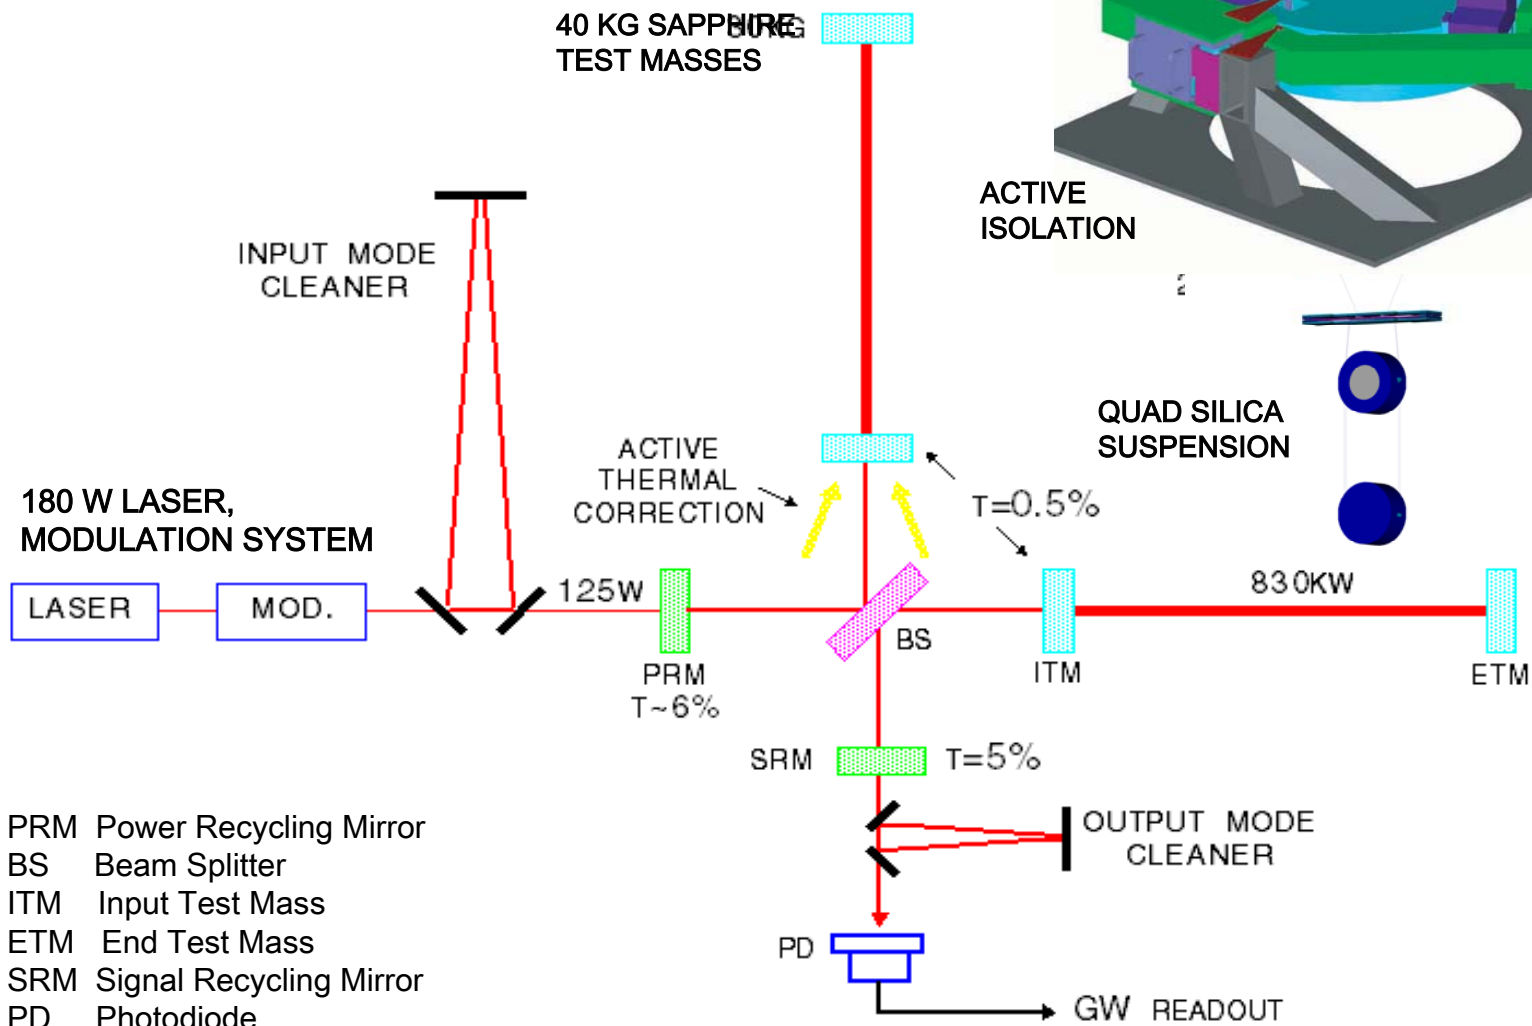 40 KG SAPPHIRE
TEST MASSES
ACTIVE
ISOLATION
INPUT MODE
CLEANER
QUAD SILICA
SUSPENSION
ACTIVE
THERMAL
CORRECTION
T=0.5%
180 W LASER,
MODULATION SYSTEM
LASER
MOD.
125W
830KW
BS
PRM
T~6%
ITM
ETM
SRM
T=5%
OUTPUT MODE
CLEANER
PD
GW READOUT
PRM Power Recycling Mirror
BS Beam Splitter
ITM Input Test Mass
ETM End Test Mass
SRM Signal Recycling Mirror
PD Photodiode